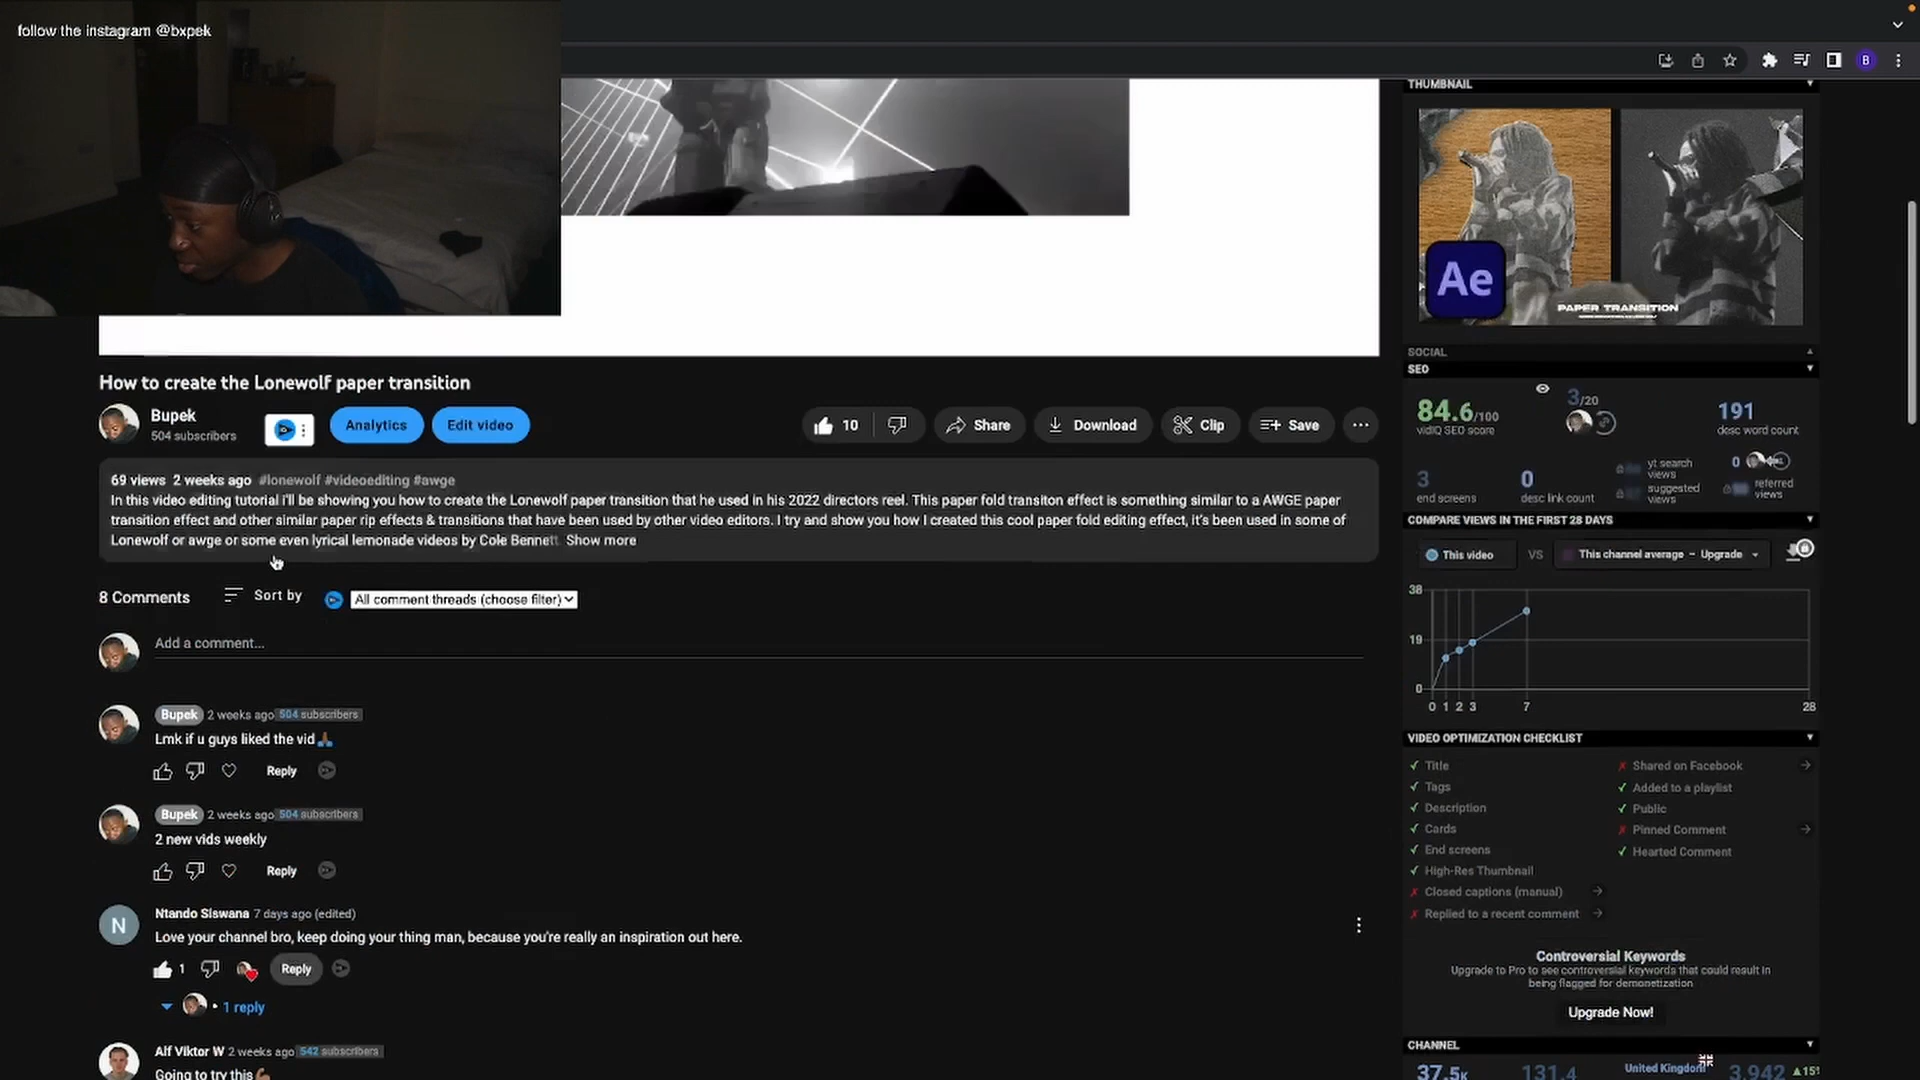 follow the instagram @bxpek
B
THUMBNAIL
Ae
PAPER TRANSITION
How to create the Lonewolf paper transition
Bupek
504 subscribers
Analytics
Edit video
10
Share
Download
Clip
Save
69 views 2 weeks ago #lonewolf #videoediting #awge
In this video editing tutorial i'll be showing you how to create the Lonewolf paper transition that he used in his 2022 directors reel. This paper fold transiton effect is something similar to a AWGE paper
transition effect and other similar paper rip effects & transitions that have been used by other video editors. I try and show you how I created this cool paper fold editing effect, it's been used in some of
Lonewolf or awge or some even lyrical lemonade videos by Cole Bennett Show more
8 Comments
Sort by
All comment threads (choose filter)
Add a comment...
Bupek 2 weeks ago 504 subscribers
Lmk if u guys liked the vid🙏🏾
Reply
Bupek 2 weeks ago 504 subscribers
2 new vids weekly
Reply
N
Ntando Siswana 7 days ago (edited)
Love your channel bro, keep doing your thing man, because you're really an inspiration out here.
1
Reply
1 reply
Alf Viktor W 2 weeks ago 542 subscribers
Going to try this💪🏾
SOCIAL
SEO
84.6/100
vidIQ SEO score
3/20
191
desc word count
3
end screens
0
desc link count
yt search
views
suggested
views
0
referred
views
COMPARE VIEWS IN THE FIRST 28 DAYS
This video
VS
This channel average - Upgrade
38
19
0
0 1 2 3 7 28
VIDEO OPTIMIZATION CHECKLIST
Title
Tags
Description
Cards
End screens
High-Res Thumbnail
Closed captions (manual)
Replied to a recent comment
Shared on Facebook
Added to a playlist
Public
Pinned Comment
Hearted Comment
Controversial Keywords
Upgrade to Pro to see controversial keywords that could result in
being flagged for demonetization
Upgrade Now!
CHANNEL
37.5K
131.4
United Kingdom
3,942